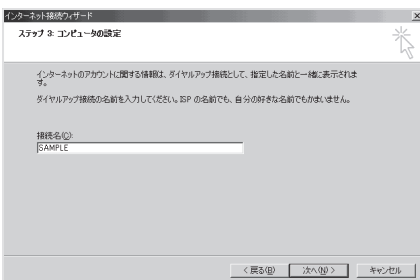 インターネット接続ウィザード
ステップ 3: コンピュータの設定
インターネットのアカウントに関する情報は、ダイヤルアップ接続として、指定した名前と一緒に表示されま
す。
ダイヤルアップ接続の名前を入力してください。ISP の名前でも、自分の好きな名前でもかまいません。
接続名(C):
SAMPLE
< 戻る(B)
次へ(N) >
キャンセル